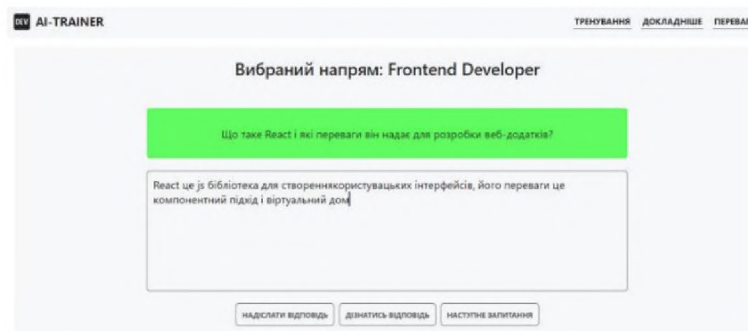 DEV AI-TRAINER
ТРЕНУВАННЯ ДОКЛАДНІШЕ ПЕРЕВАГ
Вибраний напрям: Frontend Developer
Що таке React і які переваги він надає для розробки веб-додатків?
React це js бібліотека для створеннякористувацьких інтерфейсів, його переваги це
компонентний підхід і віртуальний дом
НАДІСЛАТИ ВІДПОВІДЬ ДІЗНАТИСЬ ВІДПОВІДЬ НАСТУПНЕ ЗАПИТАННЯ